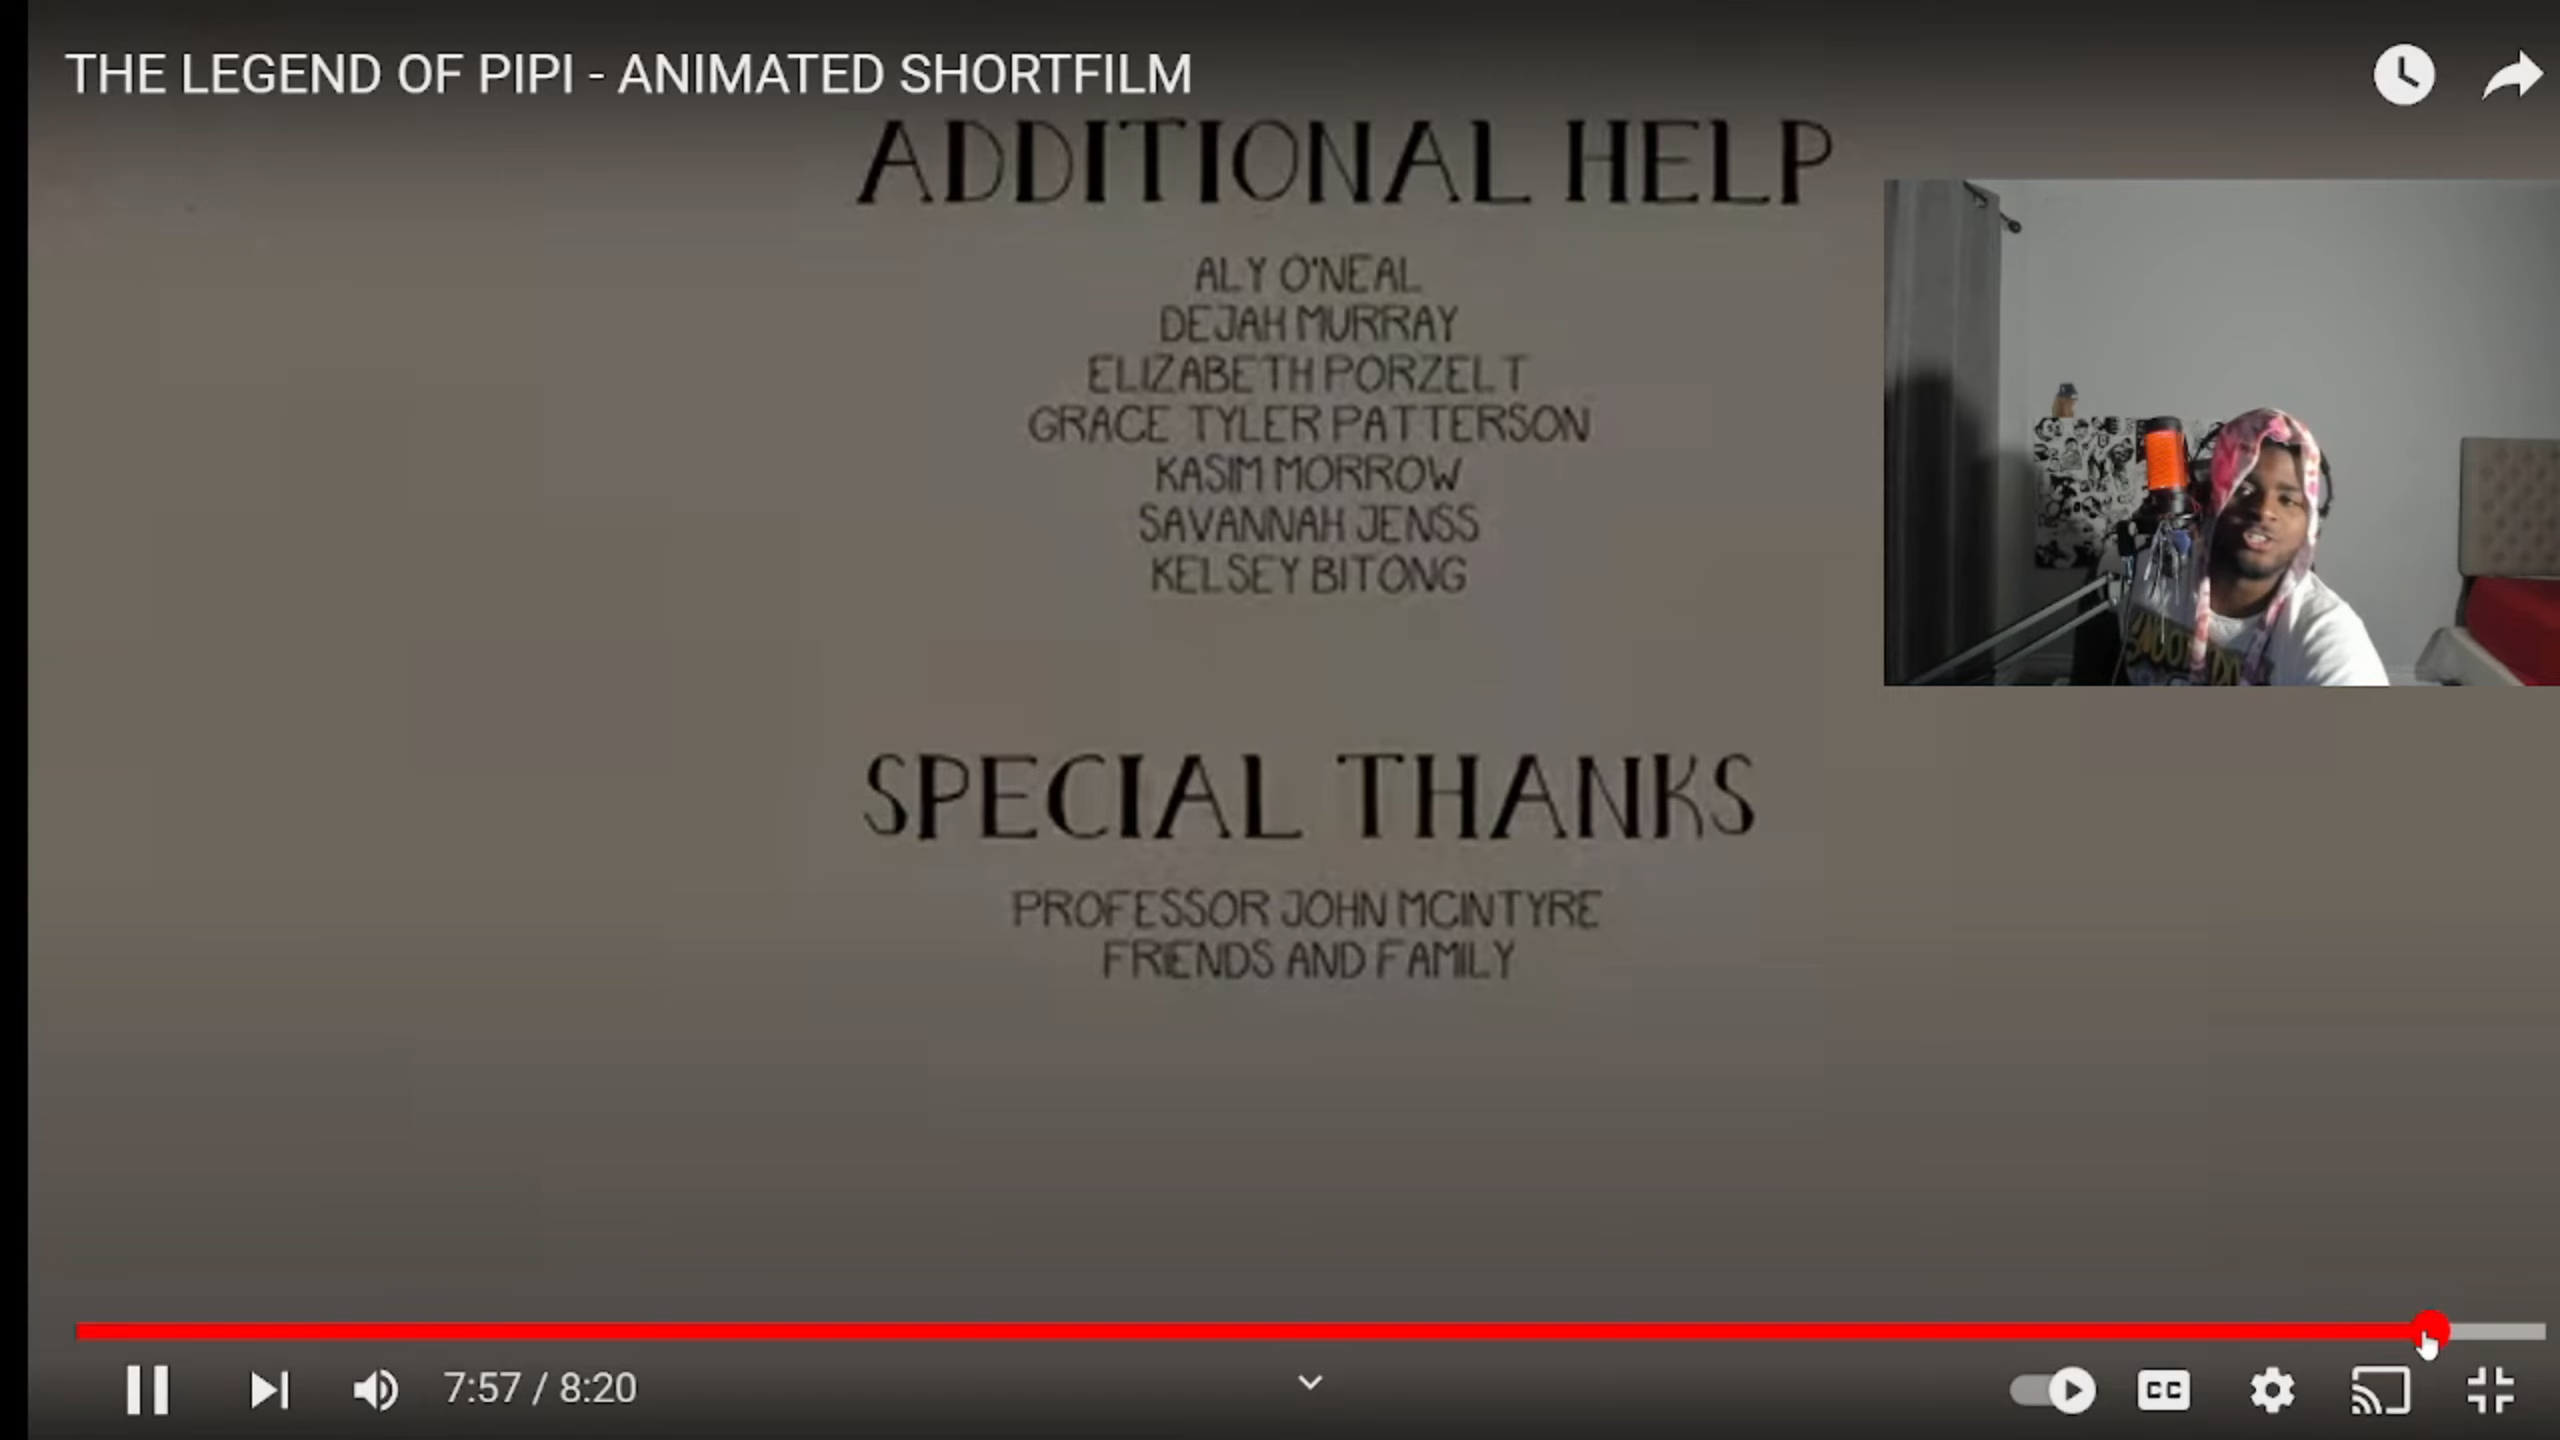 THE LEGEND OF PIPI - ANIMATED SHORTFILM
ADDITIONAL HELP
ALY O'NEAL
DEJAH MURRAY
ELIZABETH PORZELT
GRACE TYLER PATTERSON
KASIM MORROW
SAVANNAH JENSS
KELSEY BITONG
SPECIAL THANKS
PROFESSOR JOHN MCINTYRE
FRIENDS AND FAMILY
7:57 / 8:20
CC